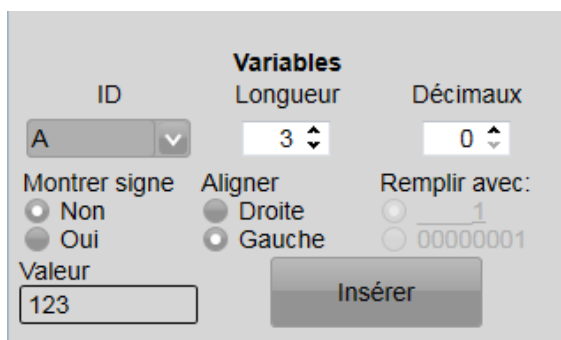 Variables
ID Longueur Décimaux
A 3 0
Montrer signe Aligner Remplir avec:
Non Droite ____1
Oui Gauche 00000001
Valeur
123 Insérer